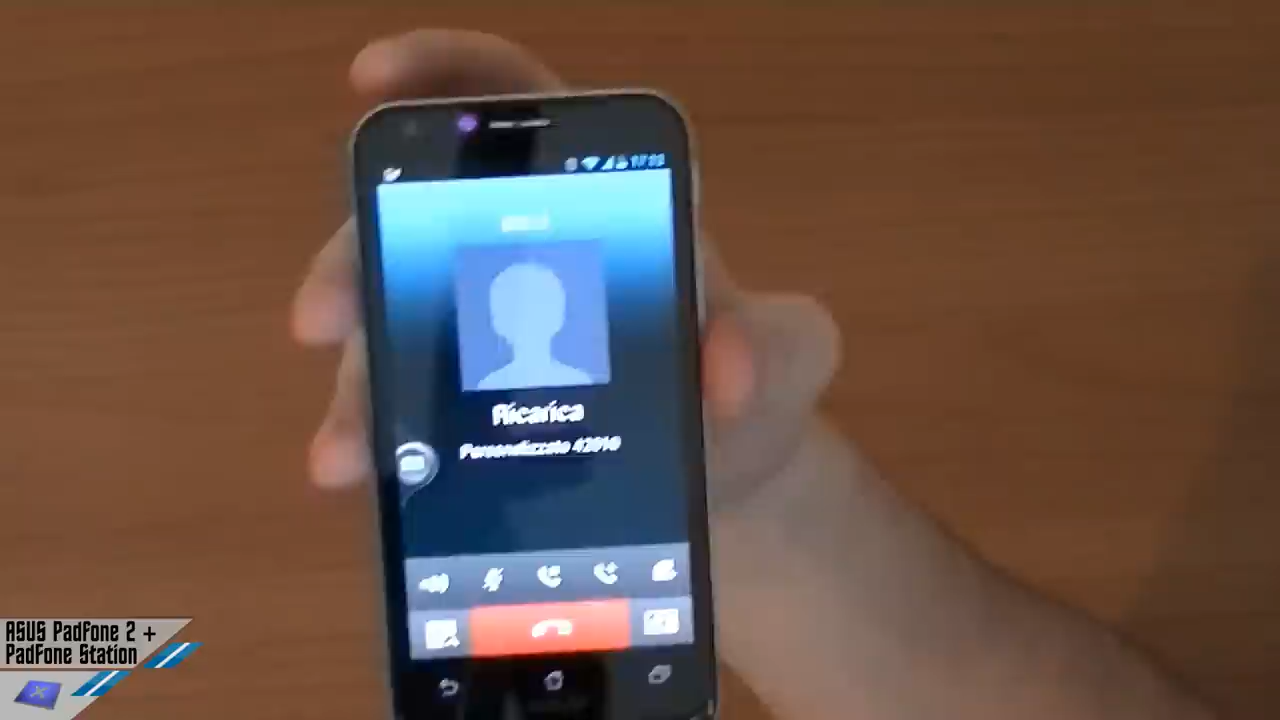 Ricarica
Personalizzato 42010
ASUS PadFone 2 +
PadFone Station